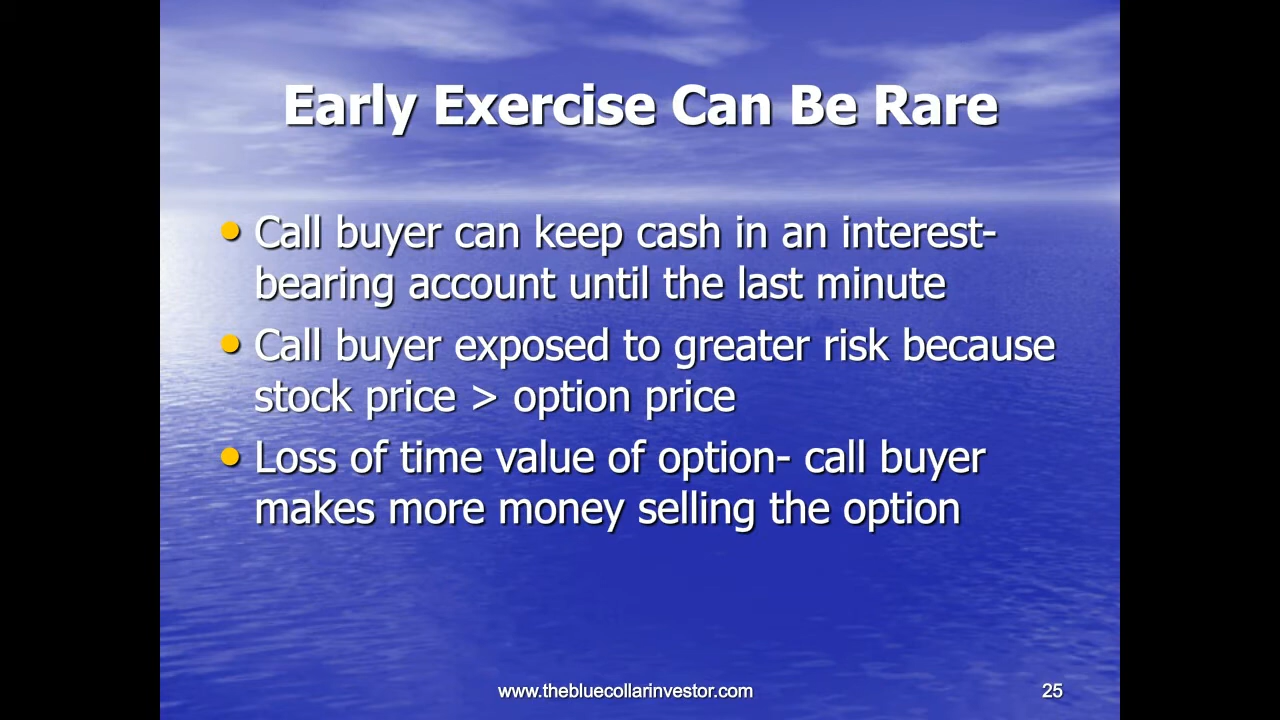 Early Exercise Can Be Rare
• Call buyer can keep cash in an interest-
bearing account until the last minute
• Call buyer exposed to greater risk because
stock price > option price
• Loss of time value of option- call buyer
makes more money selling the option
www.thebluecollarinvestor.com
25